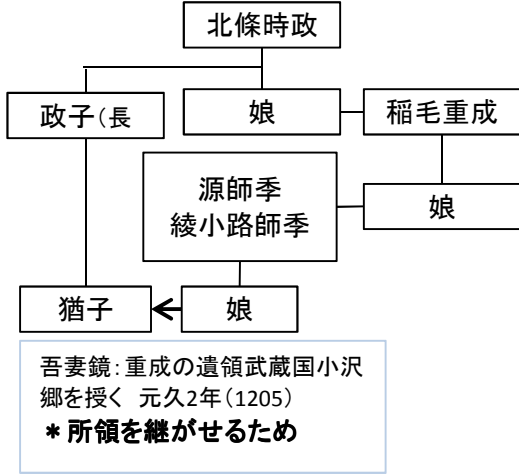 北條時政
政子(長
娘
稲毛重成
源師季
綾小路師季
娘
猶子
娘
吾妻鏡:重成の遺領武蔵国小沢
郷を授く 元久2年(1205)
*所領を継がせるため